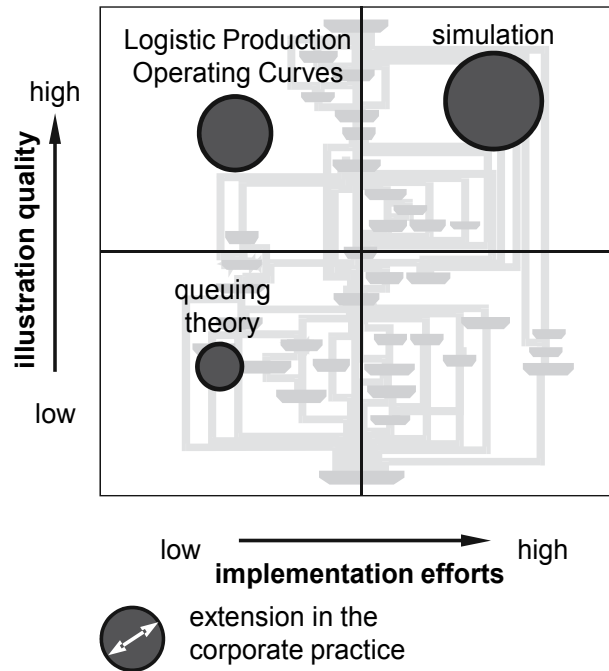 Logistic Production
Operating Curves
simulation
high
illustration quality
queuing
theory
low
low
high
implementation efforts
extension in the
corporate practice